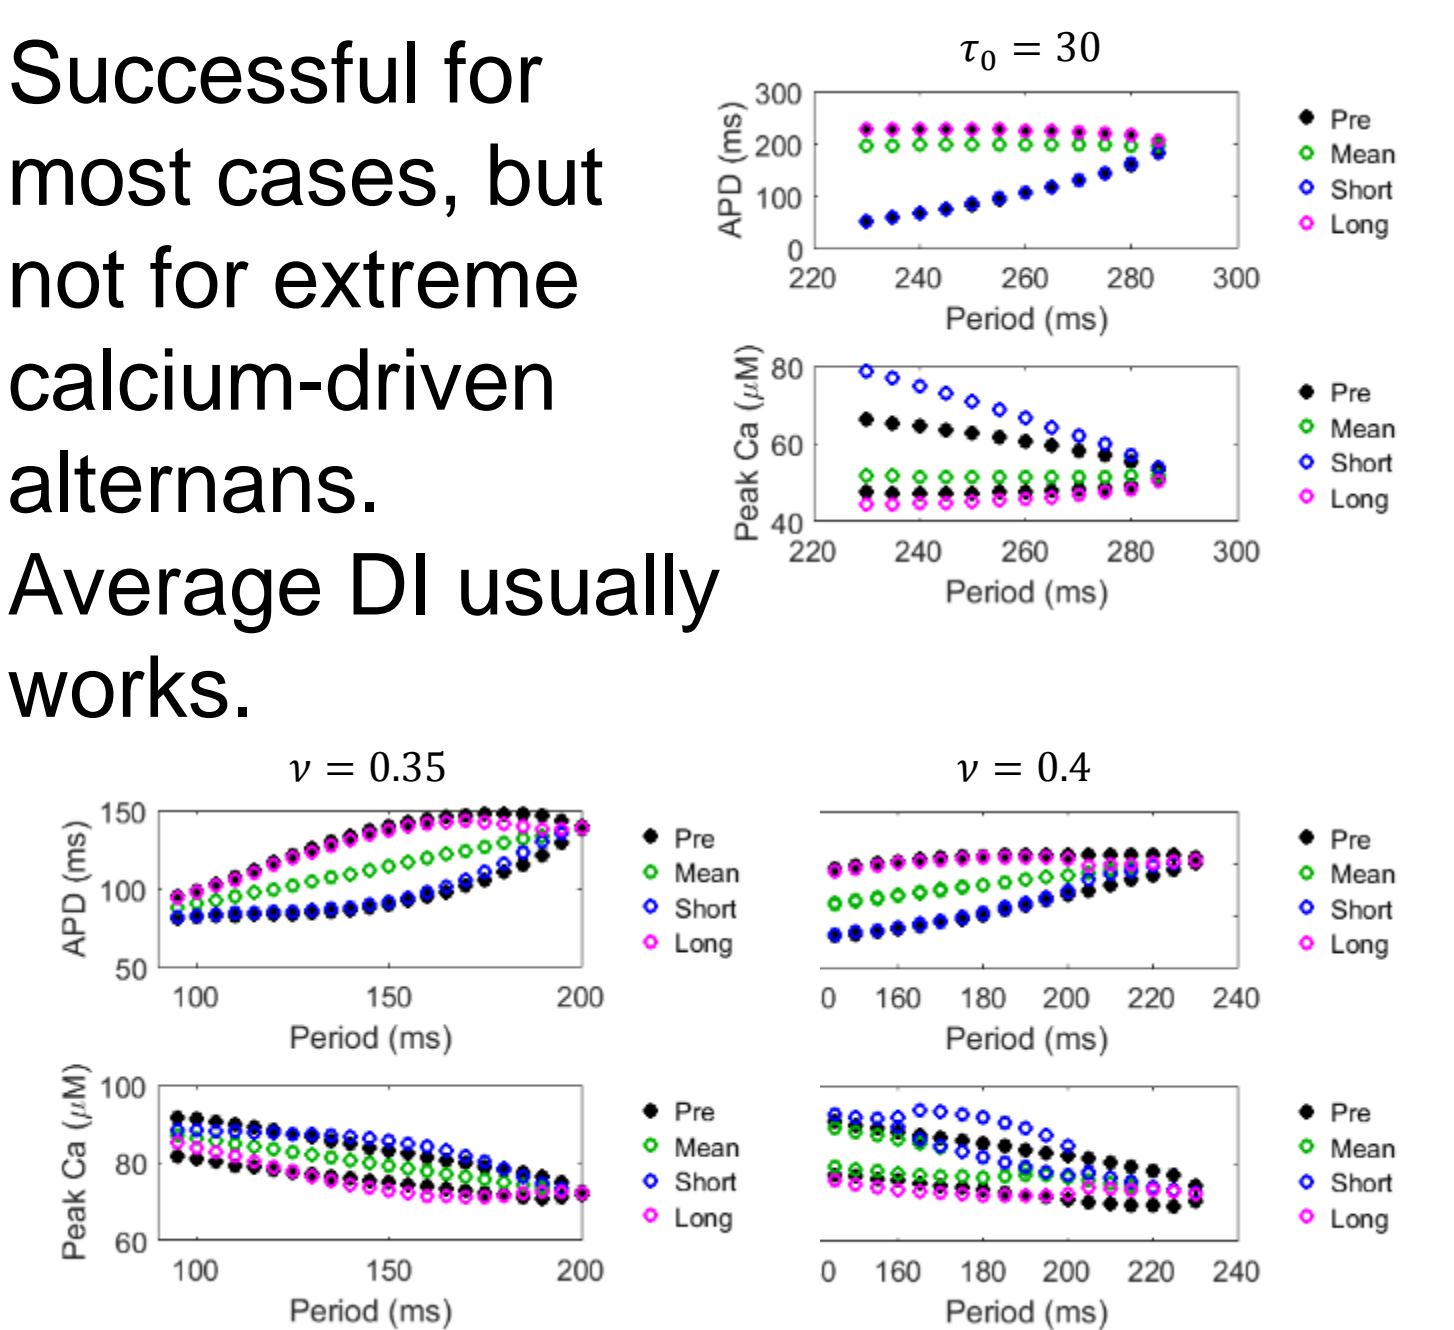 Successful for
most cases, but
not for extreme
calcium-driven
alternans.
Average DI usually
works.
τ₀ = 30
APD (ms)
300
200
100
0
220 240 260 280 300
Period (ms)
Pre
Mean
Short
Long
Peak Ca (μM)
80
60
40
220 240 260 280 300
Period (ms)
Pre
Mean
Short
Long
ν = 0.35
APD (ms)
150
100
50
100 150 200
Period (ms)
Pre
Mean
Short
Long
Peak Ca (μM)
100
80
60
100 150 200
Period (ms)
Pre
Mean
Short
Long
ν = 0.4
0 160 180 200 220 240
Period (ms)
Pre
Mean
Short
Long
0 160 180 200 220 240
Period (ms)
Pre
Mean
Short
Long